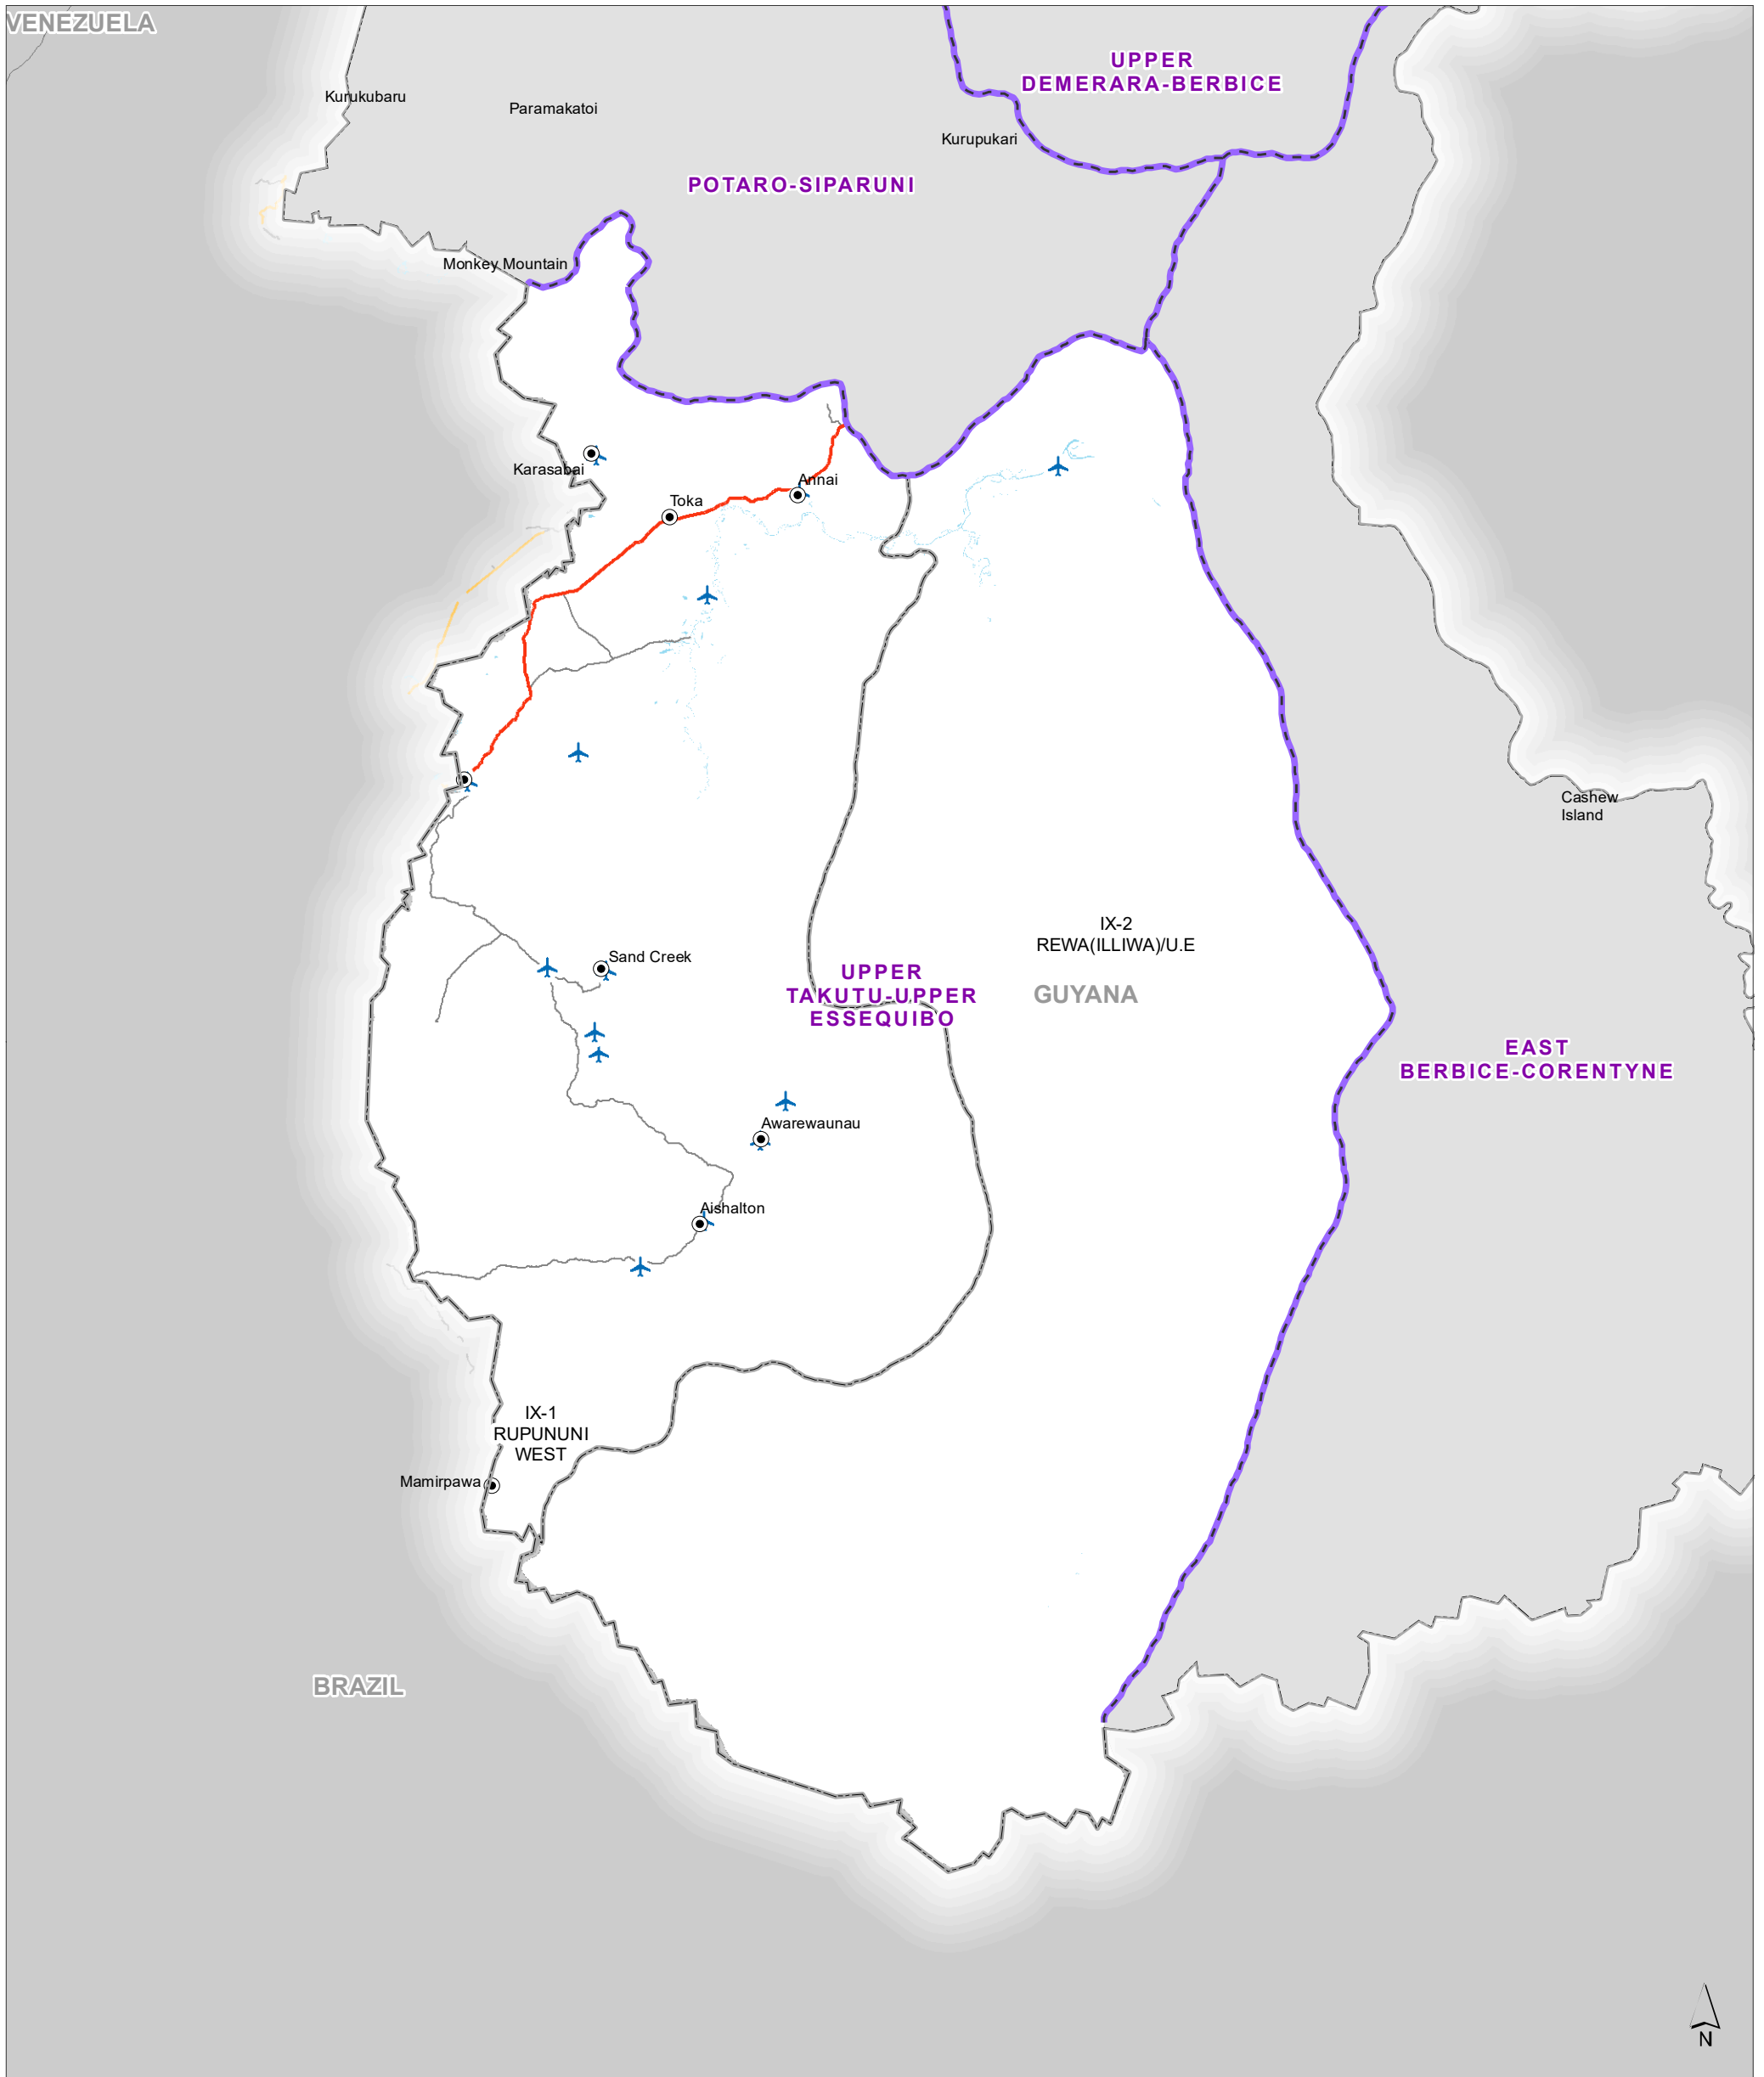 VENEZUELA
UPPER
DEMERARA-BERBICE
Kurukubaru
Paramakatoi
Kurupukari
POTARO-SIPARUNI
Monkey Mountain
Karasabai
Annai
Toka
Cashew
Island
IX-2
REWA(ILLIWA)/U.E
Sand Creek
UPPER
TAKUTU-UPPER
ESSEQUIBO
GUYANA
EAST
BERBICE-CORENTYNE
Awarewaunau
Aishalton
IX-1
RUPUNUNI
WEST
Mamirpawa
BRAZIL
N